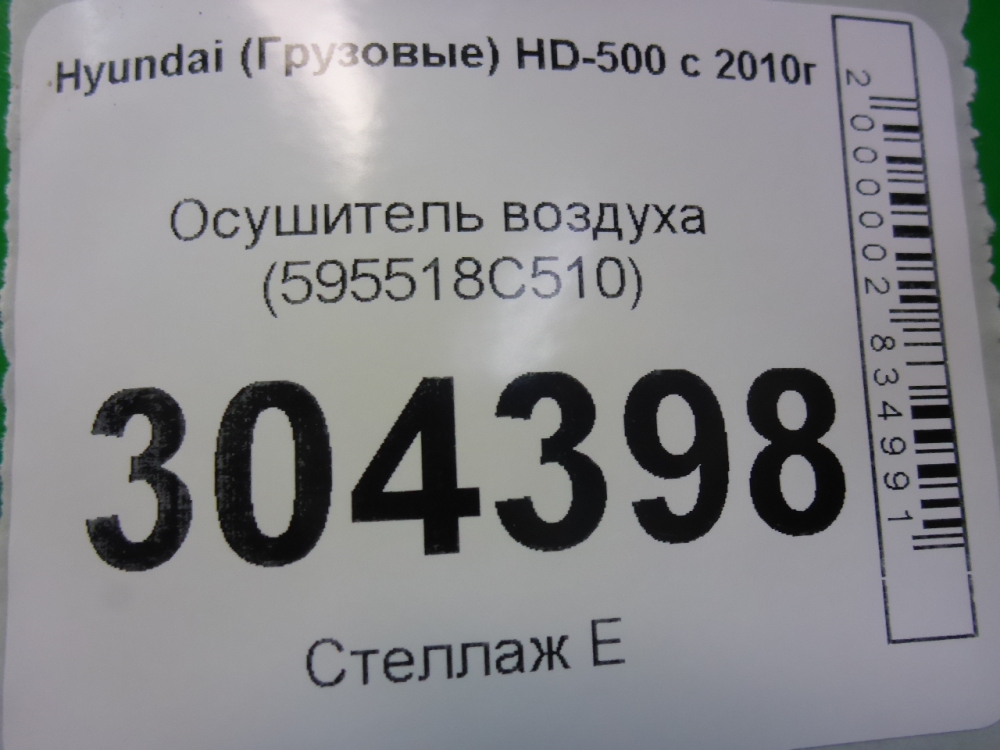 Hyundai (Грузовые) HD-500 с 2010г
Осушитель воздуха
(595518C510)
304398
Стеллаж Е
2000002834991